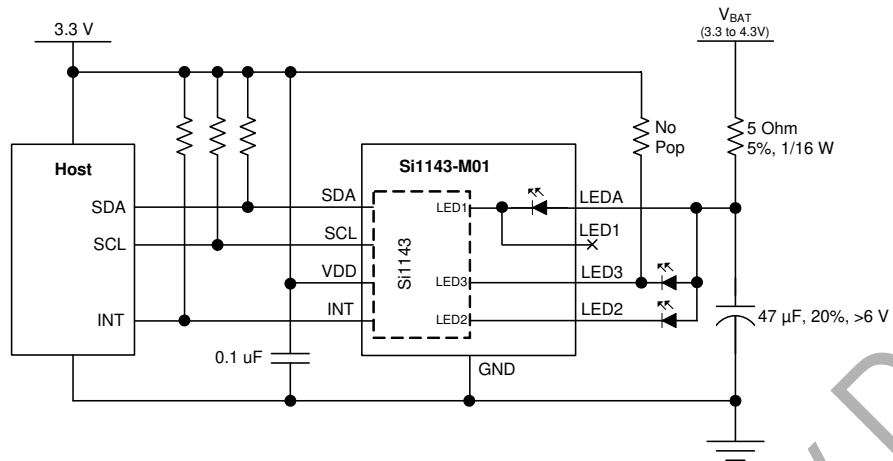 3.3 V
V_BAT
(3.3 to 4.3V)
No
Pop
5 Ohm
5%, 1/16 W
Host
Si1143-M01
SDA
SDA
LED1
LEDA
SCL
SCL
LED1
VDD
Si1143
LED3
LED3
INT
INT
LED2
LED2
47 µF, 20%, >6 V
0.1 uF
GND